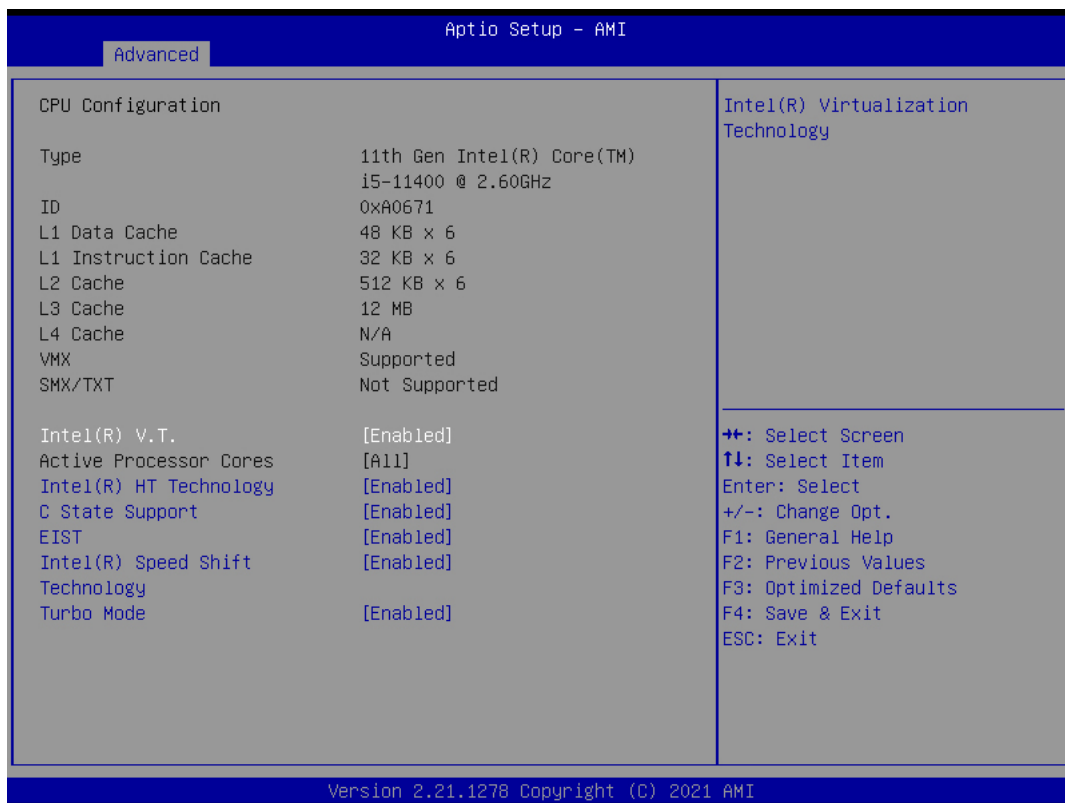 Aptio Setup – AMI
Advanced
CPU Configuration
Type 11th Gen Intel(R) Core(TM)
i5-11400 @ 2.60GHz
ID 0xA0671
L1 Data Cache 48 KB x 6
L1 Instruction Cache 32 KB x 6
L2 Cache 512 KB x 6
L3 Cache 12 MB
L4 Cache N/A
VMX Supported
SMX/TXT Not Supported
Intel(R) V.T. [Enabled]
Active Processor Cores [All]
Intel(R) HT Technology [Enabled]
C State Support [Enabled]
EIST [Enabled]
Intel(R) Speed Shift [Enabled]
Technology
Turbo Mode [Enabled]
Intel(R) Virtualization
Technology
→←: Select Screen
↑↓: Select Item
Enter: Select
+/-: Change Opt.
F1: General Help
F2: Previous Values
F3: Optimized Defaults
F4: Save & Exit
ESC: Exit
Version 2.21.1278 Copyright (C) 2021 AMI